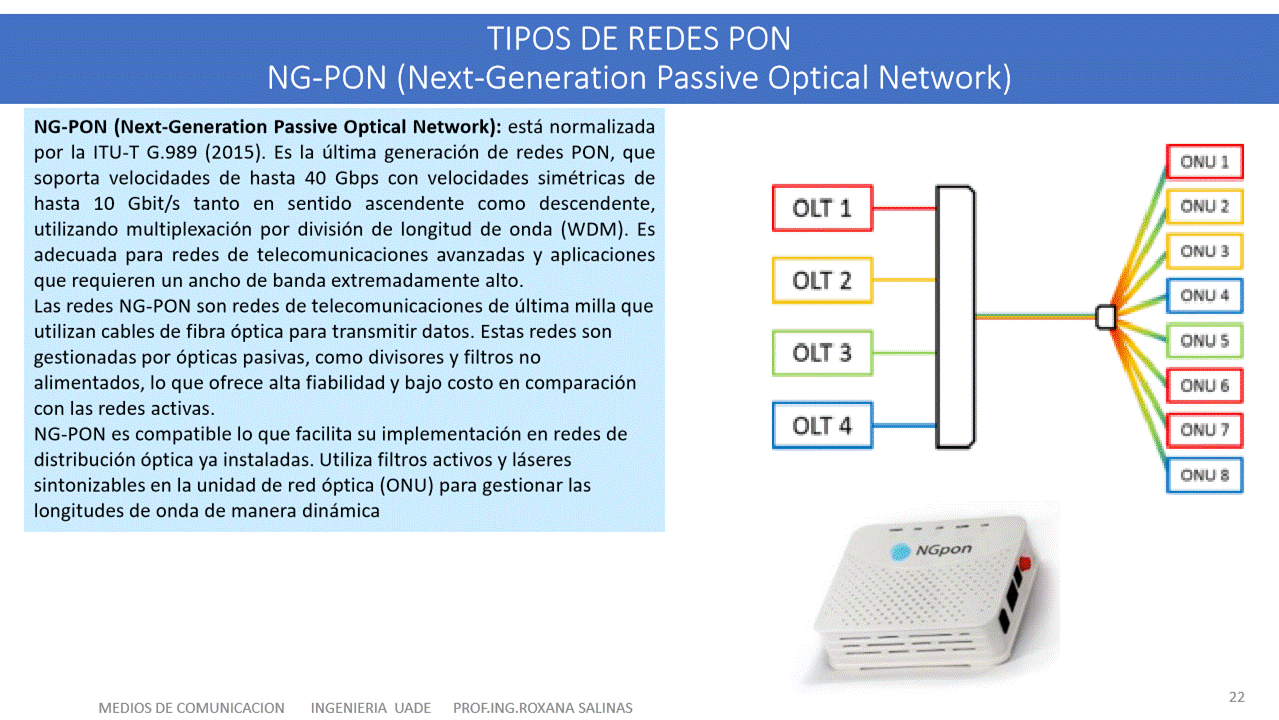 TIPOS DE REDES PON
NG-PON (Next-Generation Passive Optical Network)
NG-PON (Next-Generation Passive Optical Network): está normalizada
por la ITU-T G.989 (2015). Es la última generación de redes PON, que
soporta velocidades de hasta 40 Gbps con velocidades simétricas de
hasta 10 Gbit/s tanto en sentido ascendente como descendente,
utilizando multiplexación por división de longitud de onda (WDM). Es
adecuada para redes de telecomunicaciones avanzadas y aplicaciones
que requieren un ancho de banda extremadamente alto.
Las redes NG-PON son redes de telecomunicaciones de última milla que
utilizan cables de fibra óptica para transmitir datos. Estas redes son
gestionadas por ópticas pasivas, como divisores y filtros no
alimentados, lo que ofrece alta fiabilidad y bajo costo en comparación
con las redes activas.
NG-PON es compatible lo que facilita su implementación en redes de
distribución óptica ya instaladas. Utiliza filtros activos y láseres
sintonizables en la unidad de red óptica (ONU) para gestionar las
longitudes de onda de manera dinámica
OLT 1
OLT 2
OLT 3
OLT 4
ONU 1
ONU 2
ONU 3
ONU 4
ONU 5
ONU 6
ONU 7
ONU 8
NGpon
MEDIOS DE COMUNICACION INGENIERIA UADE PROF.ING.ROXANA SALINAS
22